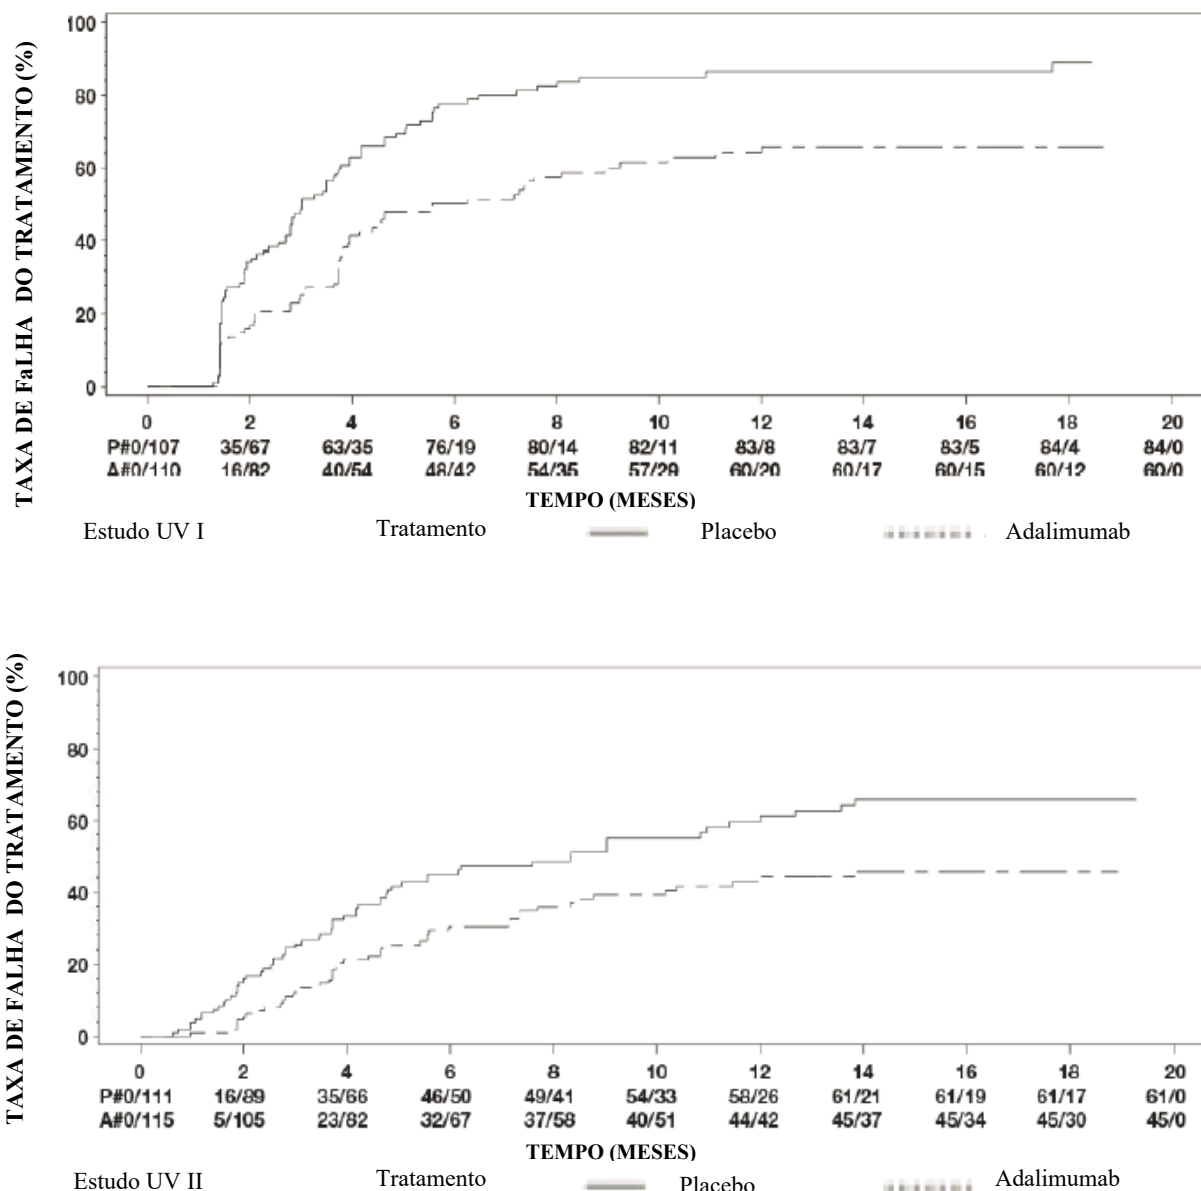 TAXA DE FaLHA DO TRATAMENTO (%)
100
80
60
40
20
0
0 2 4 6 8 10 12 14 16 18 20
P#0/107 35/67 63/35 76/19 80/14 82/11 83/8 83/7 83/5 84/4 84/0
A#0/110 16/82 40/54 48/42 54/35 57/29 60/20 60/17 60/15 60/12 60/0
TEMPO (MESES)
Estudo UV I Tratamento Placebo Adalimumab
TAXA DE FALHA DO TRATAMENTO (%)
100
80
60
40
20
0
0 2 4 6 8 10 12 14 16 18 20
P#0/111 16/89 35/66 46/50 49/41 54/33 58/26 61/21 61/19 61/17 61/0
A#0/115 5/105 23/82 32/67 37/58 40/51 44/42 45/37 45/34 45/30 45/0
TEMPO (MESES)
Estudo UV II Tratamento Placebo Adalimumab